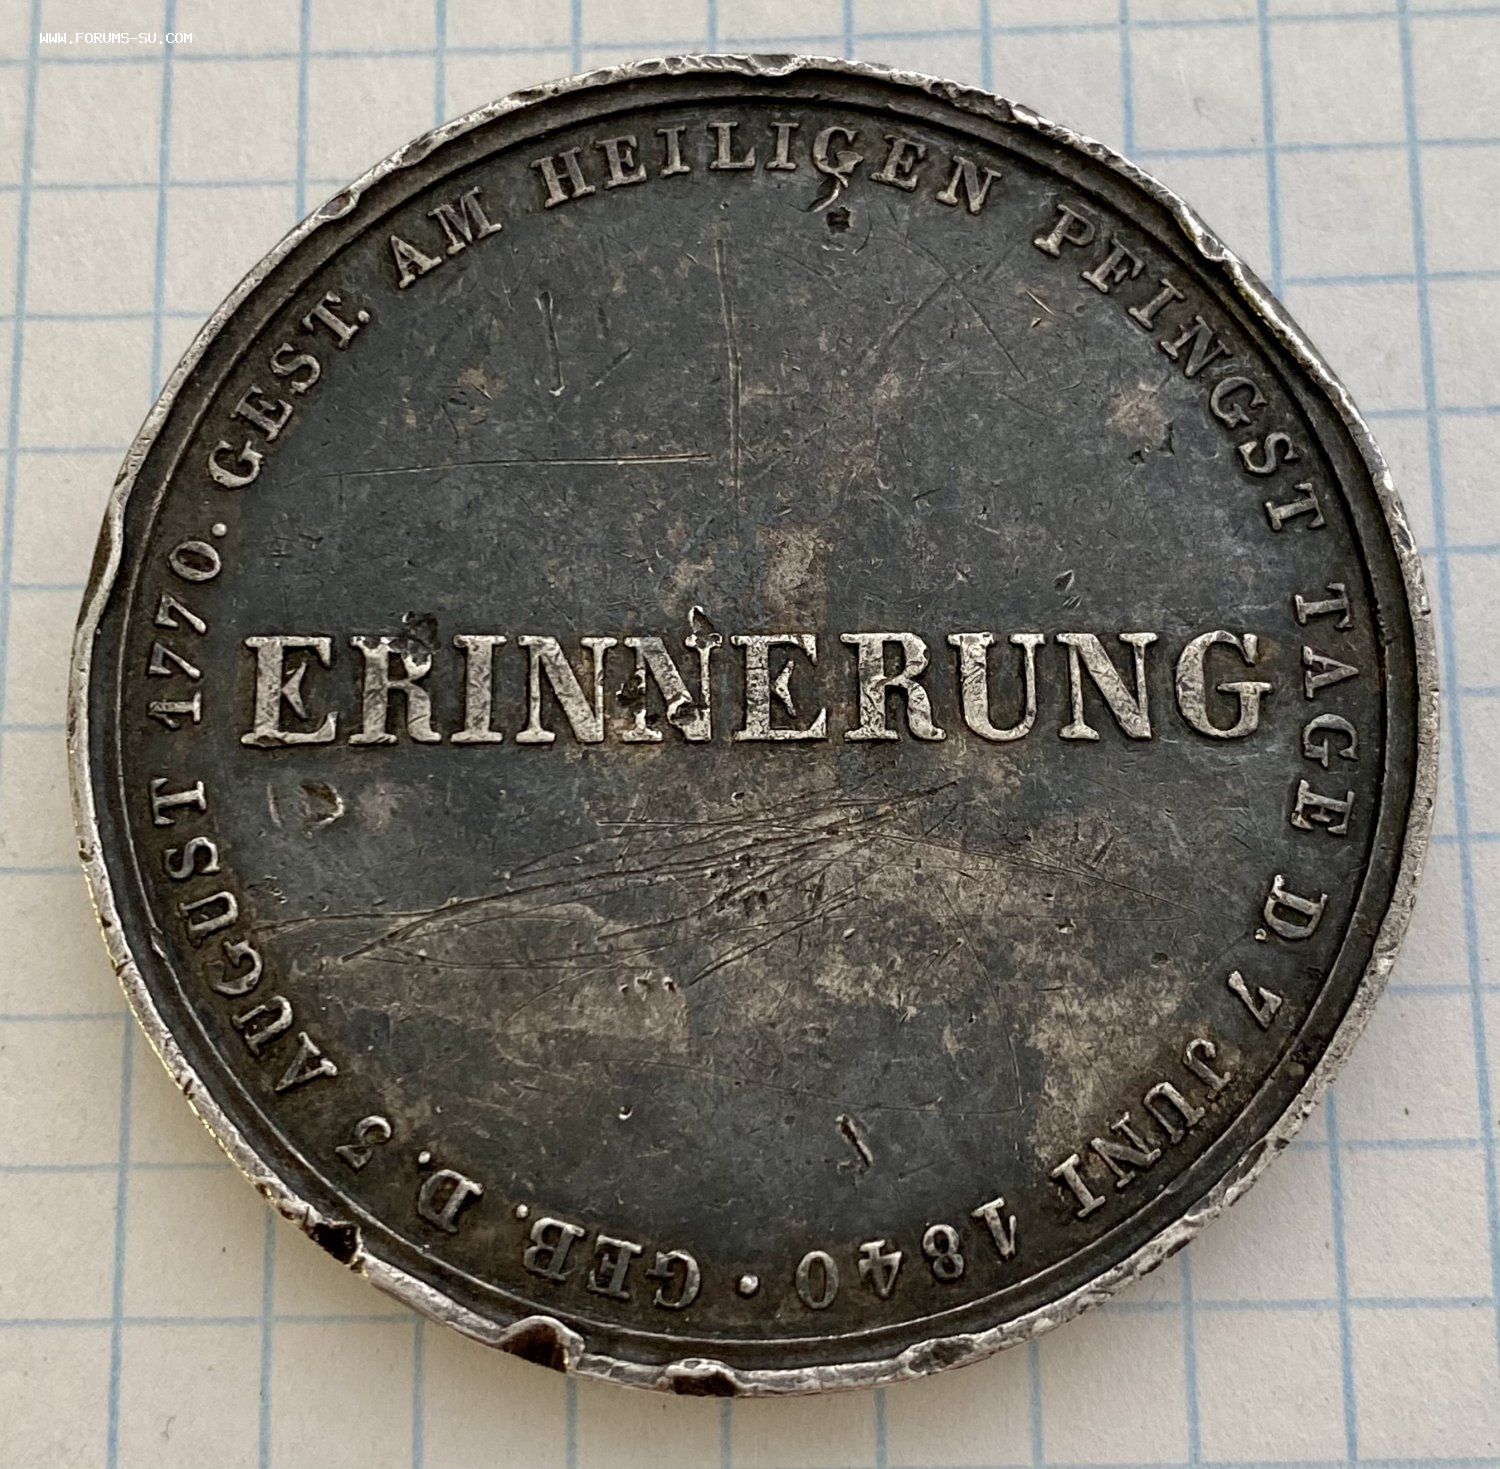 WWW.FORUMS-SU.COM
GEB. D. 3 AUGUST 1770. GEST. AM HEILIGEN PFINGST TAGE D. 7 JUNI 1840 •
ERINNERUNG